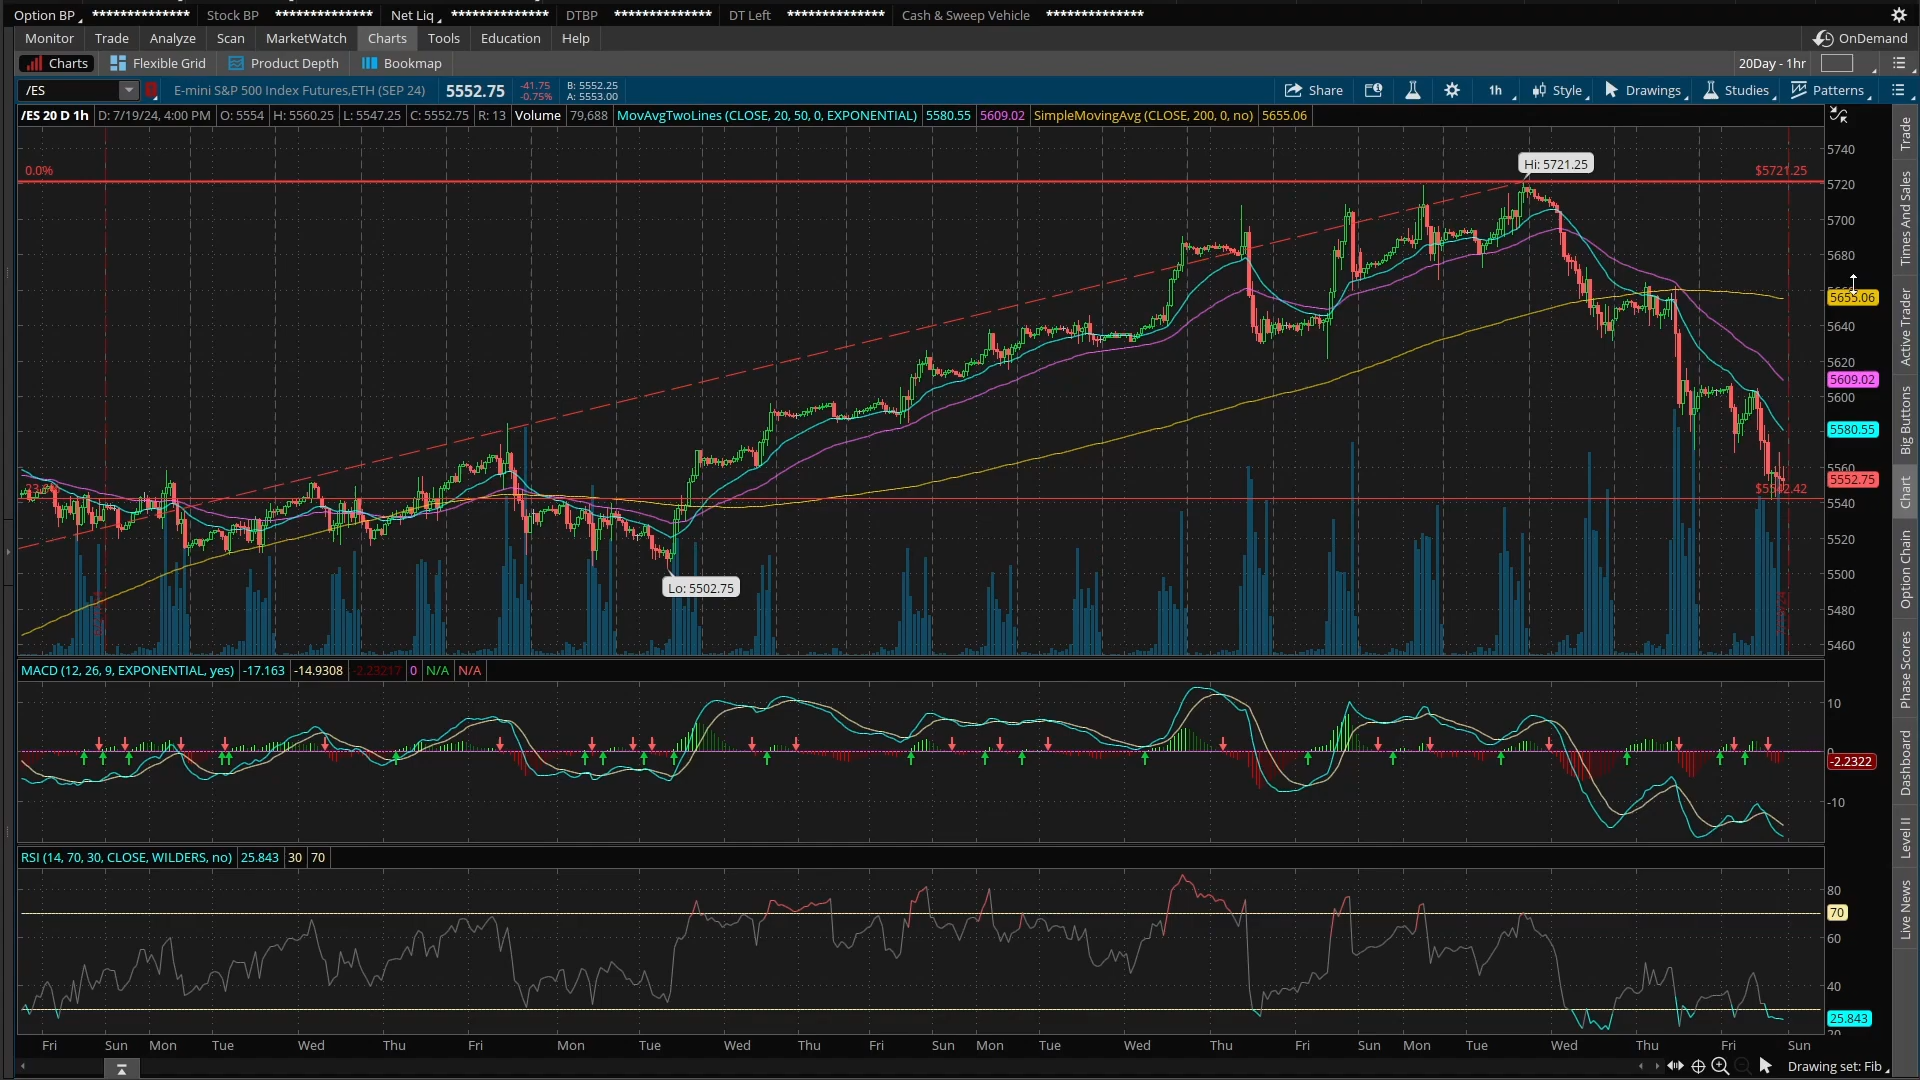 Option BP ************** Stock BP ************** Net Liq ************** DTBP ************** DT Left ************** Cash & Sweep Vehicle **************
Monitor Trade Analyze Scan MarketWatch Charts Tools Education Help OnDemand
Charts Flexible Grid Product Depth Bookmap 20Day - 1hr
/ES E-mini S&P 500 Index Futures,ETH (SEP 24) 5552.75 -41.75 B: 5552.25 Share 1h Style Drawings Studies Patterns
-0.75% A: 5553.00
/ES 20 D 1h D: 7/19/24, 4:00 PM O: 5554 H: 5560.25 L: 5547.25 C: 5552.75 R: 13 Volume 79,688 MovAvgTwoLines (CLOSE, 20, 50, 0, EXPONENTIAL) 5580.55 5609.02 SimpleMovingAvg (CLOSE, 200, 0, no) 5655.06
5740
0.0% Hi: 5721.25 $5721.25
5720
5700
5680
5655.06
5640
5620
5609.02
5600
5580.55
5560
5552.75
$5542.42
5540
5520
5500
Lo: 5502.75
5480
5460
MACD (12, 26, 9, EXPONENTIAL, yes) -17.163 -14.9308 -2.23217 0 N/A N/A
10
0
-2.2322
-10
RSI (14, 70, 30, CLOSE, WILDERS, no) 25.843 30 70
80
70
60
40
25.843
20
Fri Sun Mon Tue Wed Thu Fri Mon Tue Wed Thu Fri Sun Mon Tue Wed Thu Fri Sun Mon Tue Wed Thu Fri Sun
Drawing set: Fib
Trade
Times And Sales
Active Trader
Big Buttons
Chart
Option Chain
Phase Scores
Dashboard
Level II
Live News